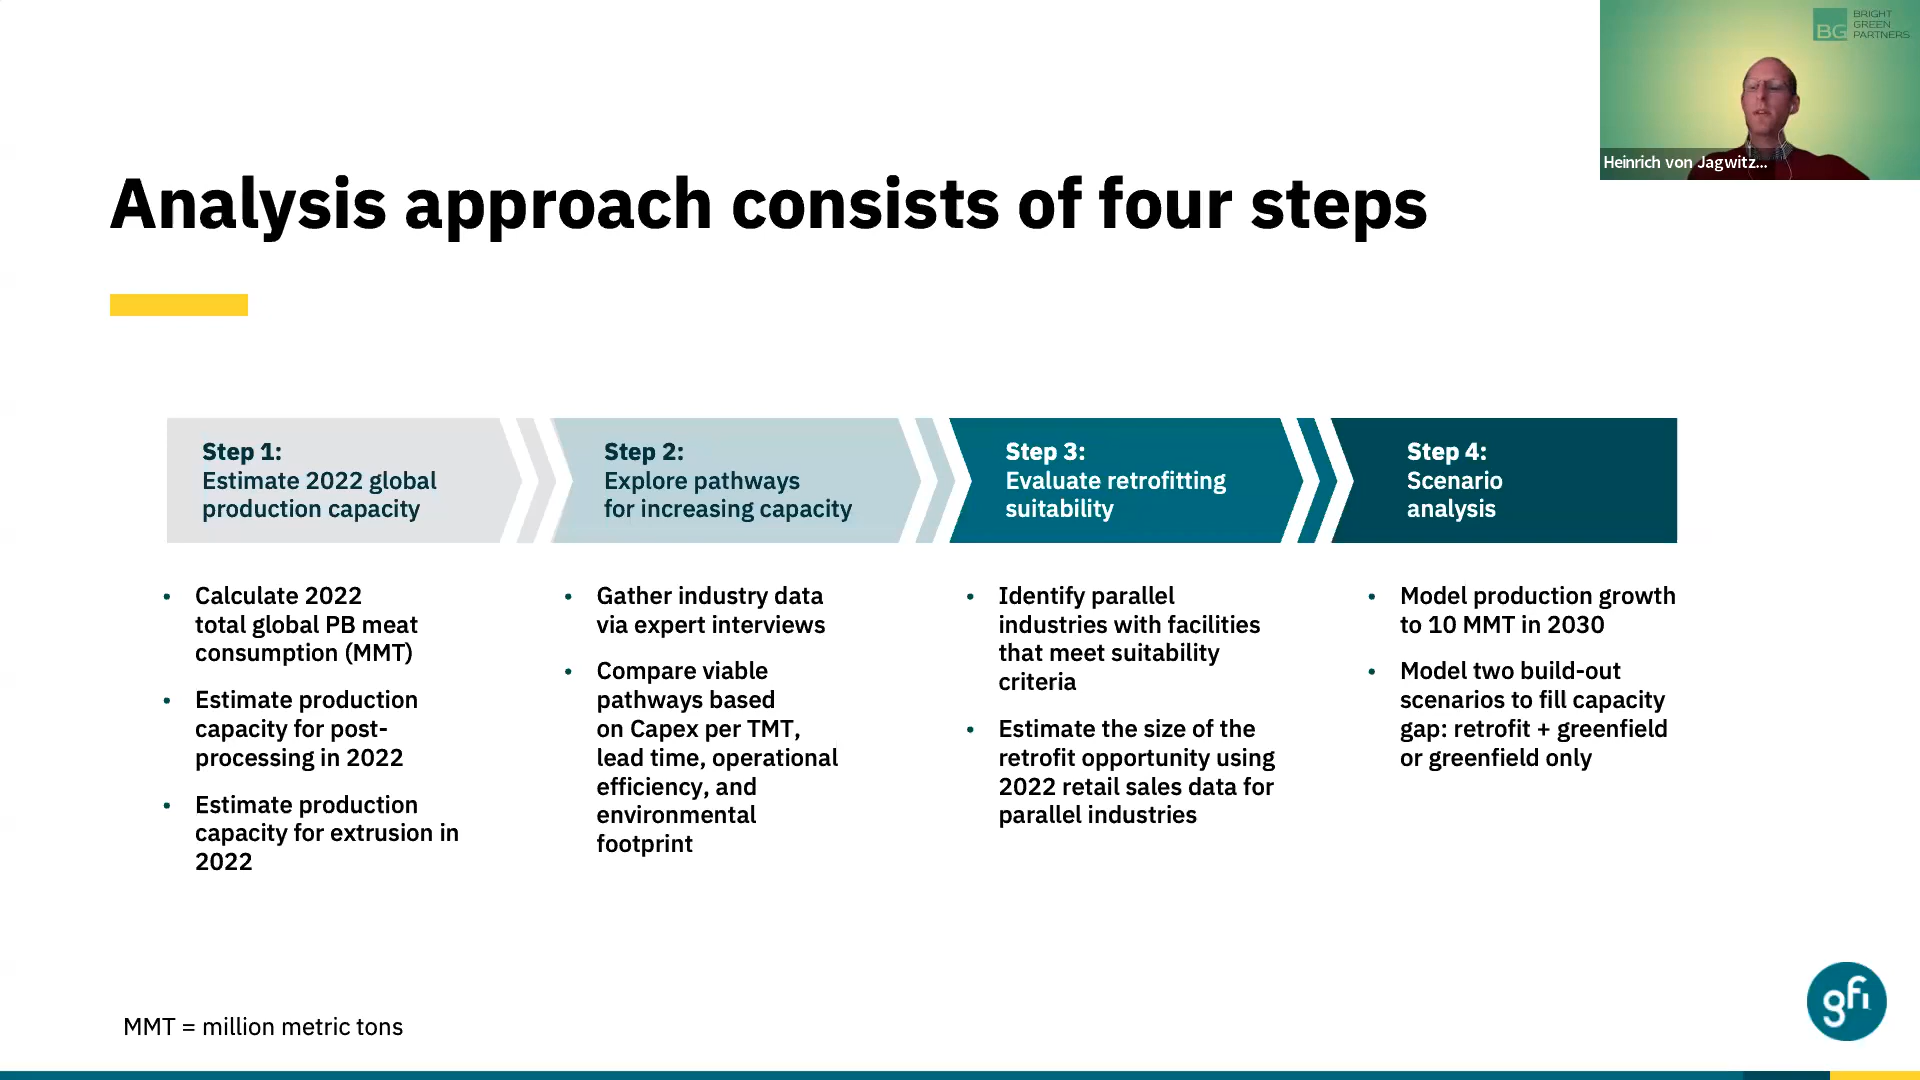 BRIGHT
GREEN
PARTNERS
BG
Heinrich von Jagwitz...
Analysis approach consists of four steps
Step 1:
Estimate 2022 global
production capacity
• Calculate 2022
total global PB meat
consumption (MMT)
• Estimate production
capacity for post-
processing in 2022
• Estimate production
capacity for extrusion in
2022
Step 2:
Explore pathways
for increasing capacity
• Gather industry data
via expert interviews
• Compare viable
pathways based
on Capex per TMT,
lead time, operational
efficiency, and
environmental
footprint
Step 3:
Evaluate retrofitting
suitability
• Identify parallel
industries with facilities
that meet suitability
criteria
• Estimate the size of the
retrofit opportunity using
2022 retail sales data for
parallel industries
Step 4:
Scenario
analysis
• Model production growth
to 10 MMT in 2030
• Model two build-out
scenarios to fill capacity
gap: retrofit + greenfield
or greenfield only
MMT = million metric tons
gfi